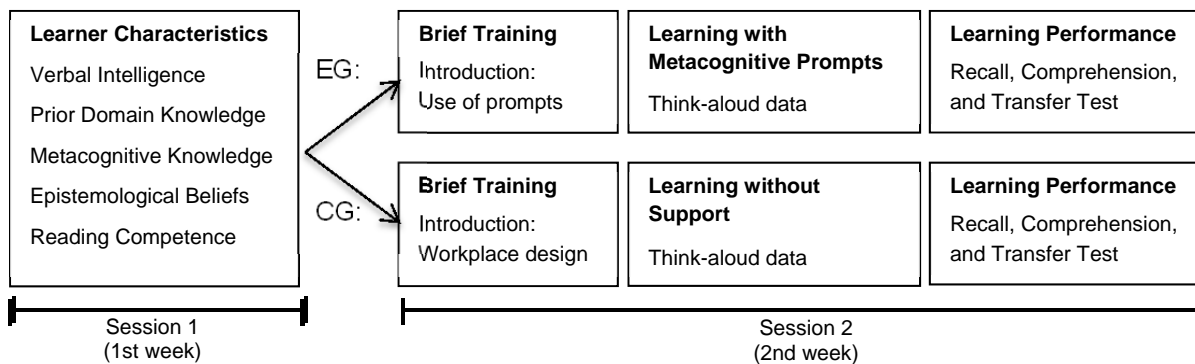 Learner Characteristics
Verbal Intelligence
Prior Domain Knowledge
Metacognitive Knowledge
Epistemological Beliefs
Reading Competence
EG:
Brief Training
Introduction:
Use of prompts
Learning with
Metacognitive Prompts
Think-aloud data
Learning Performance
Recall, Comprehension,
and Transfer Test
CG:
Brief Training
Introduction:
Workplace design
Learning without
Support
Think-aloud data
Learning Performance
Recall, Comprehension,
and Transfer Test
Session 1
(1st week)
Session 2
(2nd week)